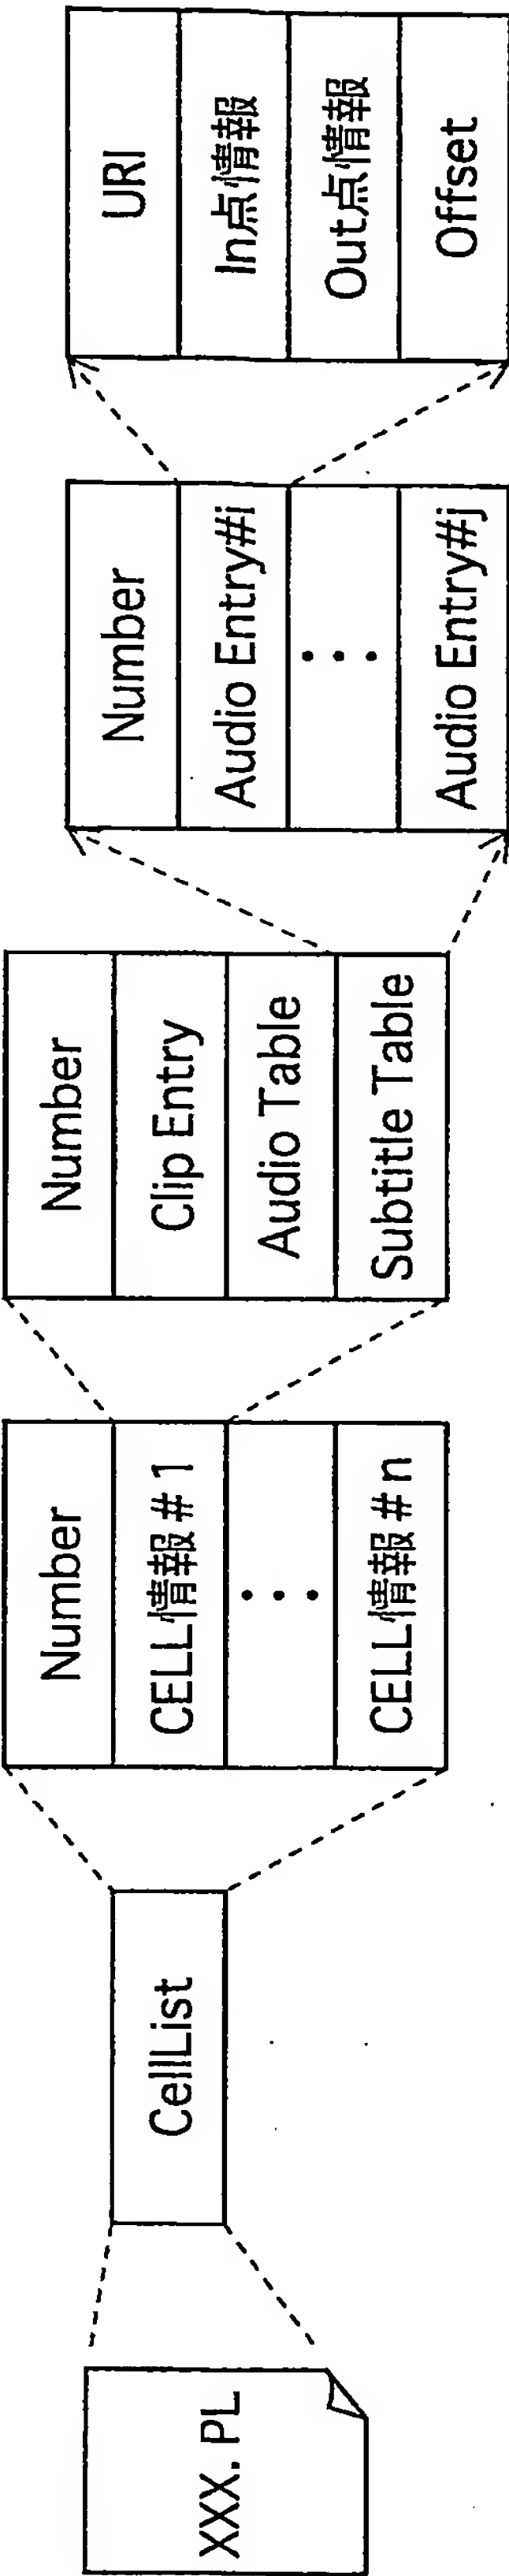 XXX. PL
CellList
Number
CELL情報＃1
・・・
CELL情報＃n
Number
Clip Entry
Audio Table
Subtitle Table
Number
Audio Entry#i
・・・
Audio Entry#j
URI
In点情報
Out点情報
Offset